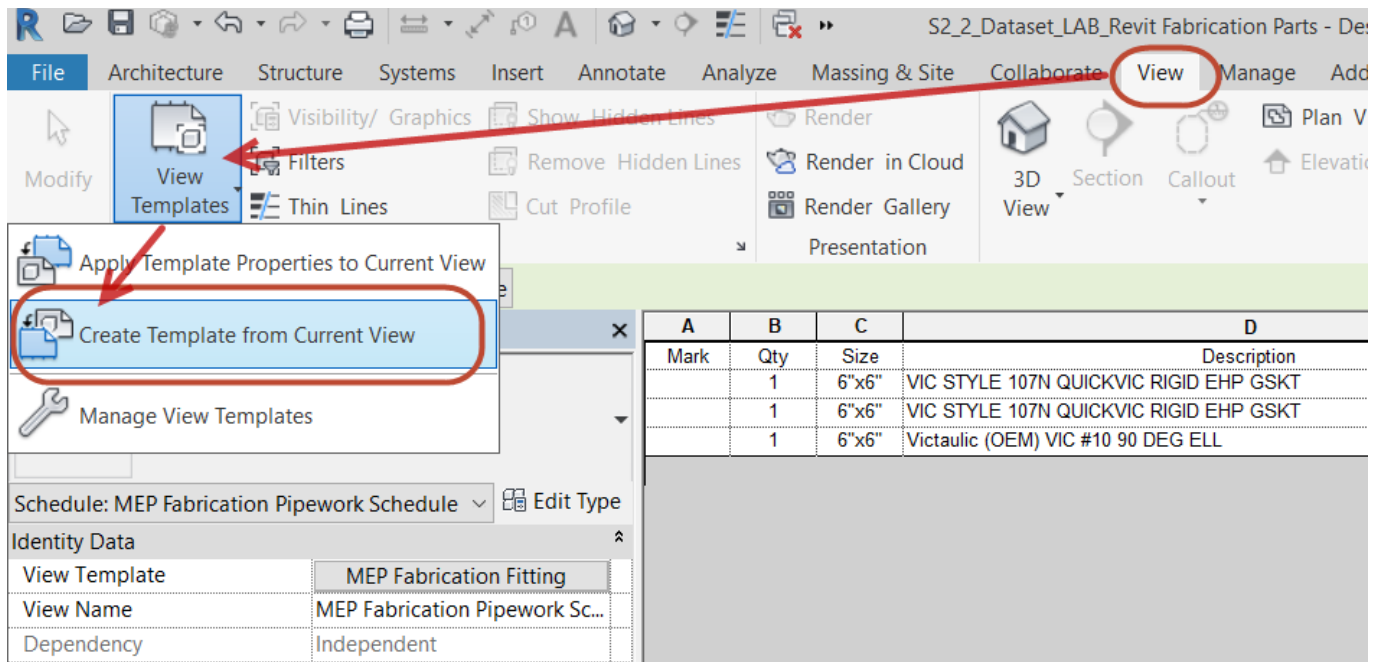 S2_2_Dataset_LAB_Revit Fabrication Parts - De
File Architecture Structure Systems Insert Annotate Analyze Massing & Site Collaborate View Manage Add
Visibility/ Graphics Show Hidden Lines Render Plan V
Filters Remove Hidden Lines Render in Cloud Elevati
Modify View Templates 3D View Section Callout
Thin Lines Cut Profile Render Gallery
Presentation
Apply Template Properties to Current View
Create Template from Current View
Manage View Templates
A B C D
Mark Qty Size Description
1 6"x6" VIC STYLE 107N QUICKVIC RIGID EHP GSKT
1 6"x6" VIC STYLE 107N QUICKVIC RIGID EHP GSKT
1 6"x6" Victaulic (OEM) VIC #10 90 DEG ELL
Schedule: MEP Fabrication Pipework Schedule Edit Type
Identity Data
View Template MEP Fabrication Fitting
View Name MEP Fabrication Pipework Sc...
Dependency Independent